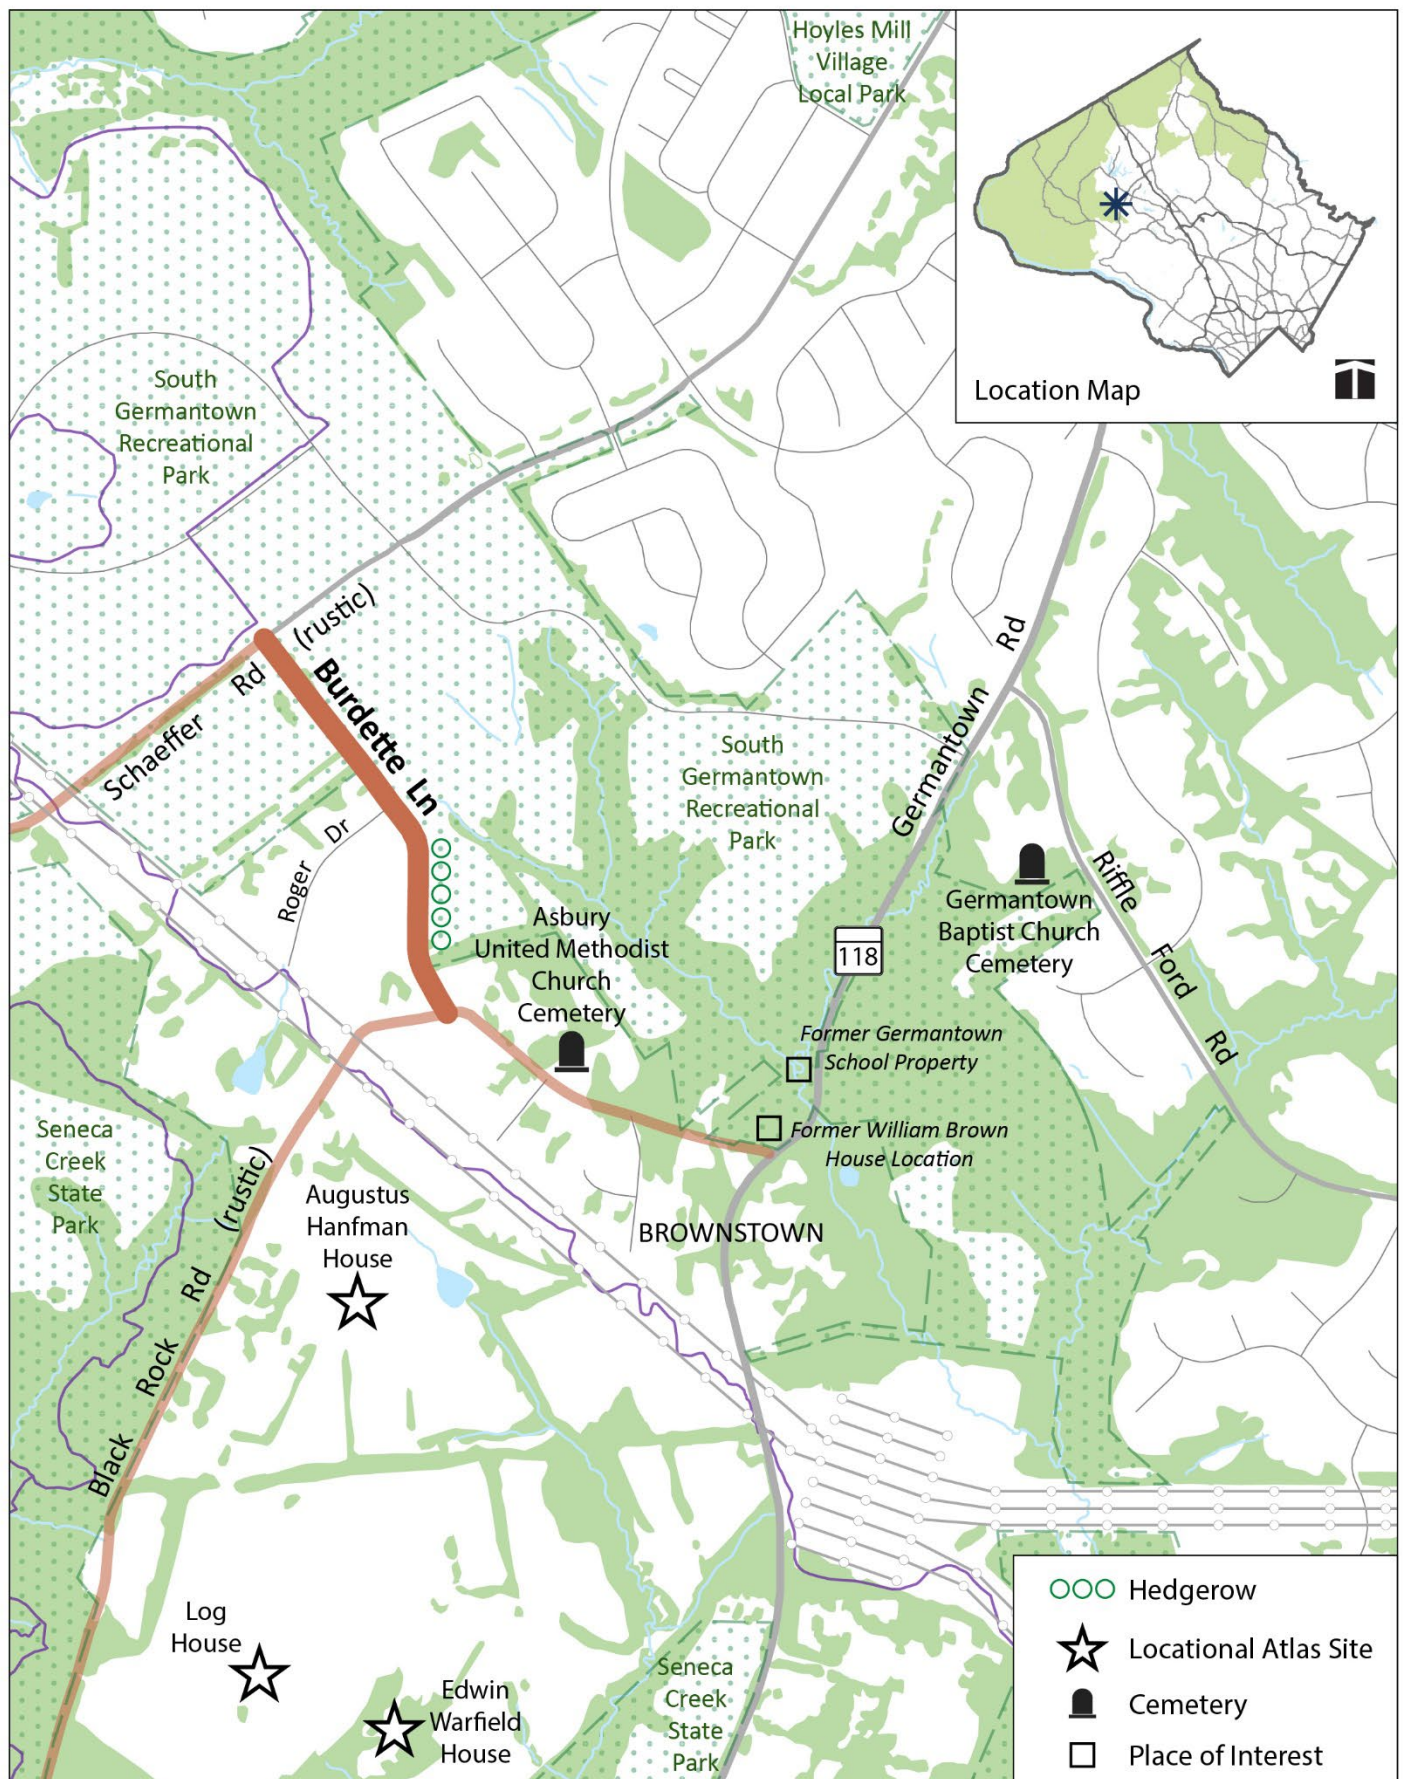 Hoyles Mill
Village
Local Park
Location Map
South
Germantown
Recreational
Park
(rustic)
Schaeffer Rd
Burdette Ln
Germantown Rd
South
Germantown
Recreational
Park
Roger Dr
Riffle Ford Rd
Germantown
Baptist Church
Cemetery
Asbury
United Methodist
Church
Cemetery
118
Former Germantown
School Property
Former William Brown
House Location
Seneca
Creek
State
Park
Black Rock Rd (rustic)
Augustus
Hanfman
House
BROWNSTOWN
Log
House
Edwin
Warfield
House
Seneca
Creek
State
Park
Hedgerow
Locational Atlas Site
Cemetery
Place of Interest